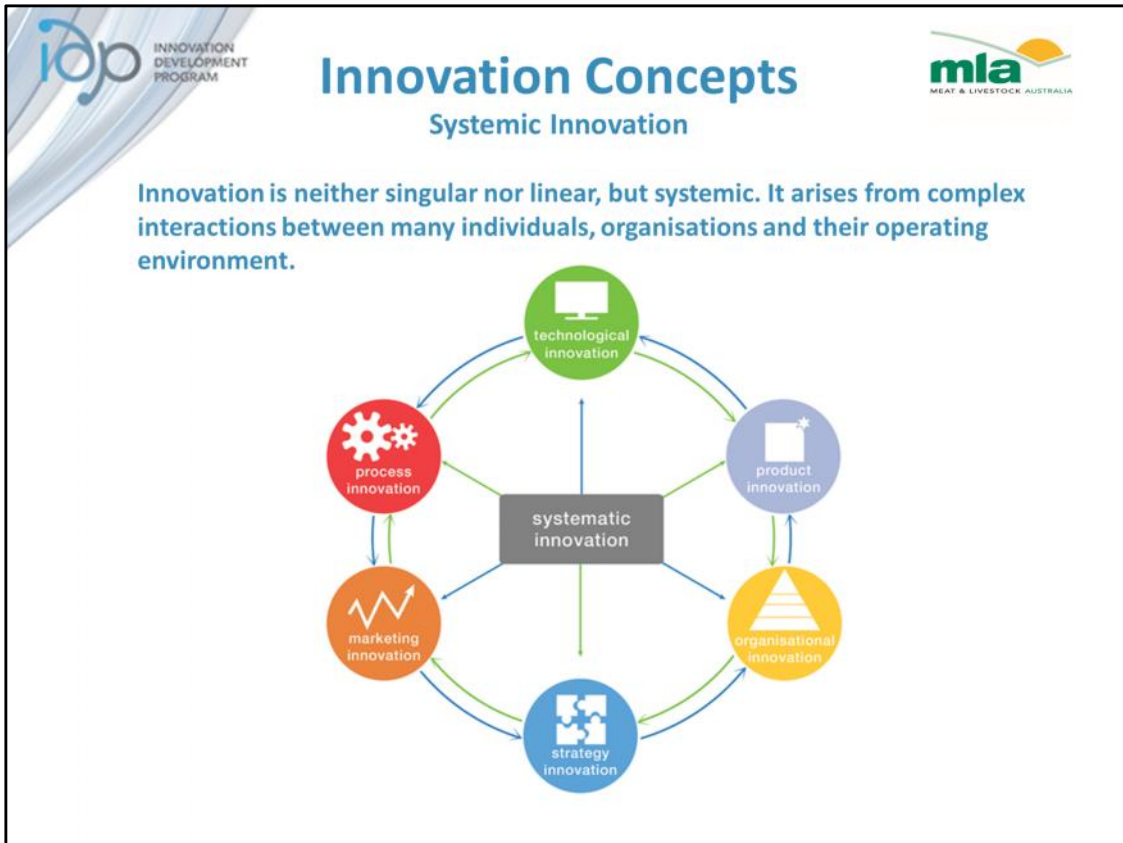 idp
INNOVATION
DEVELOPMENT
PROGRAM
Innovation Concepts
Systemic Innovation
mla
MEAT & LIVESTOCK AUSTRALIA
Innovation is neither singular nor linear, but systemic. It arises from complex
interactions between many individuals, organisations and their operating
environment.
technological
innovation
process
innovation
product
innovation
systematic
innovation
marketing
innovation
organisational
innovation
strategy
innovation